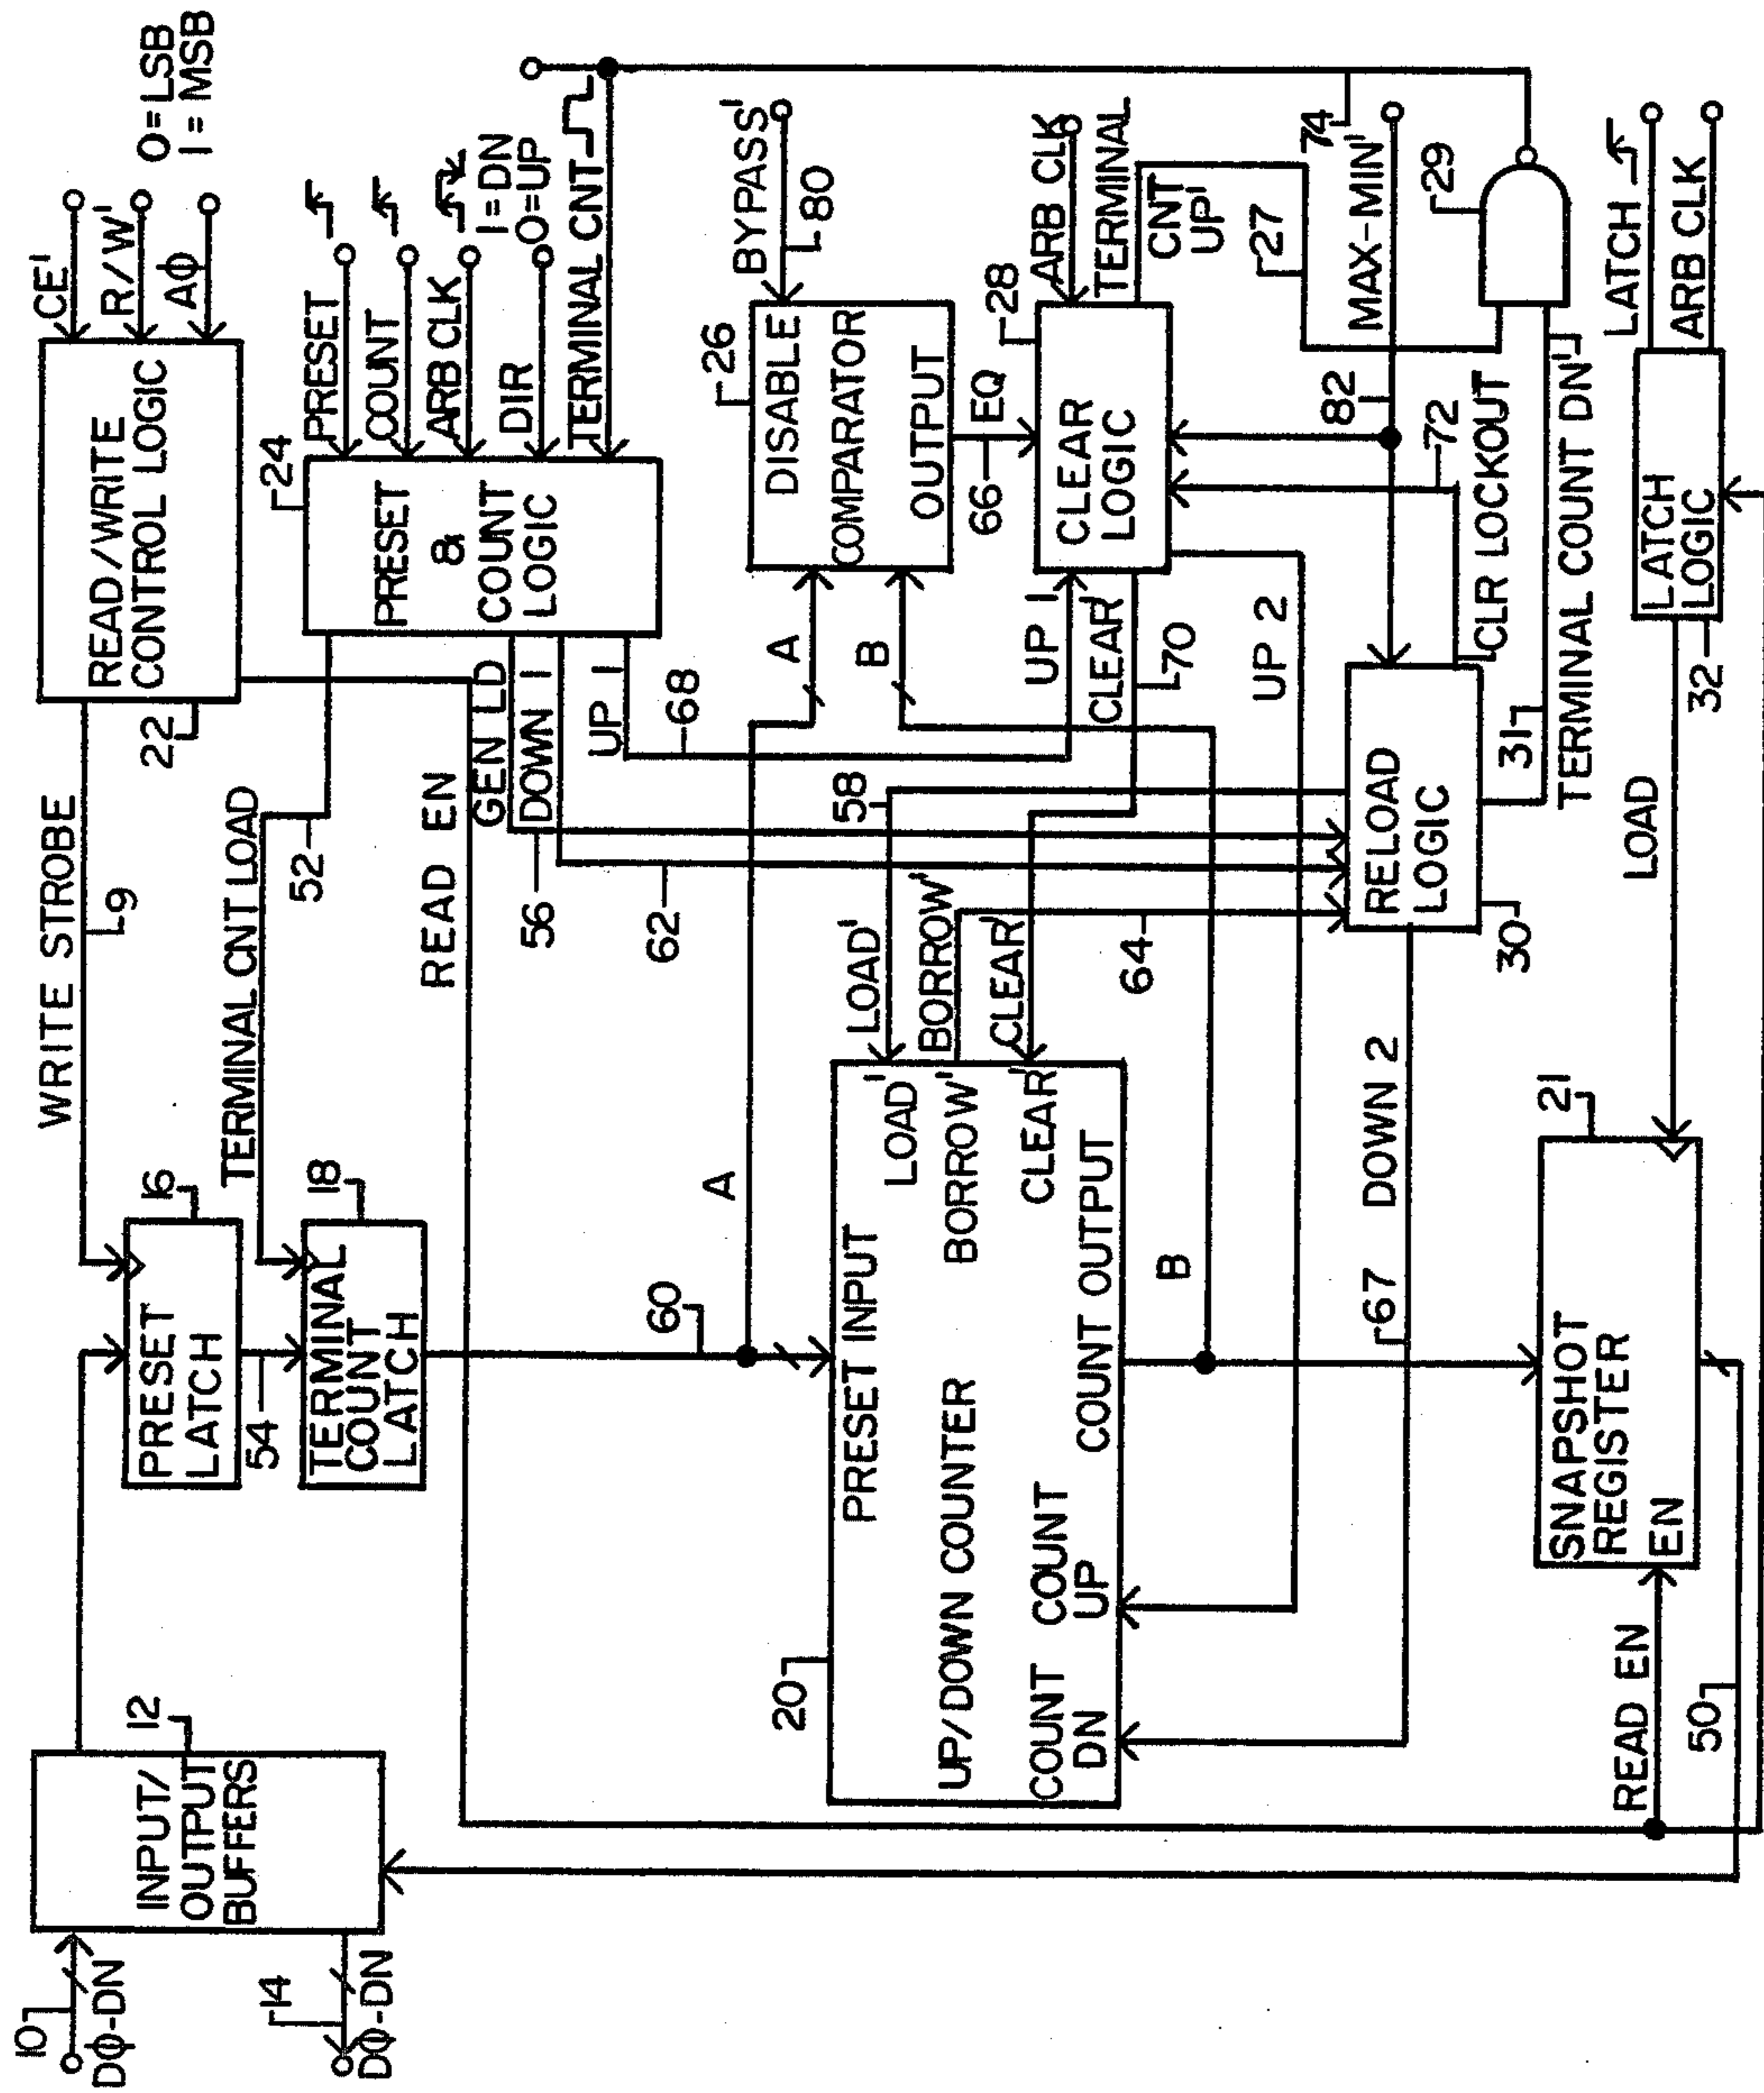 10
DΦ-DN
14
DΦ-DN
INPUT/
OUTPUT
BUFFERS
12
WRITE STROBE
19
16
PRESET
LATCH
54
TERMINAL CNT LOAD
52
18
TERMINAL
COUNT
LATCH
READ/WRITE
CONTROL LOGIC
22
CE'
R/W'
AΦ
0=LSB
1=MSB
24
PRESET
&
COUNT
LOGIC
PRESET
COUNT
ARB CLK
DIR
1=DN
0=UP
TERMINAL CNT
READ EN
GEN LD
DOWN 1
UP 1
56
62
68
60
A
A
B
26
DISABLE
COMPARATOR
OUTPUT
BYPASS'
80
66
EQ
28
CLEAR
LOGIC
ARB CLK
TERMINAL
CNT
UP'
27
74
MAX-MIN'
82
29
UP 1
CLEAR'
70
UP 2
72
CLR LOCKOUT
58
LOAD'
BORROW'
CLEAR'
64
20
PRESET INPUT
LOAD'
UP/DOWN COUNTER
BORROW'
CLEAR'
COUNT
DN
COUNT
UP
COUNT OUTPUT
B
67
DOWN 2
RELOAD
LOGIC
30
31
TERMINAL COUNT DN'
21
SNAPSHOT
REGISTER
EN
READ EN
50
LOAD
LATCH
LOGIC
32
LATCH
ARB CLK